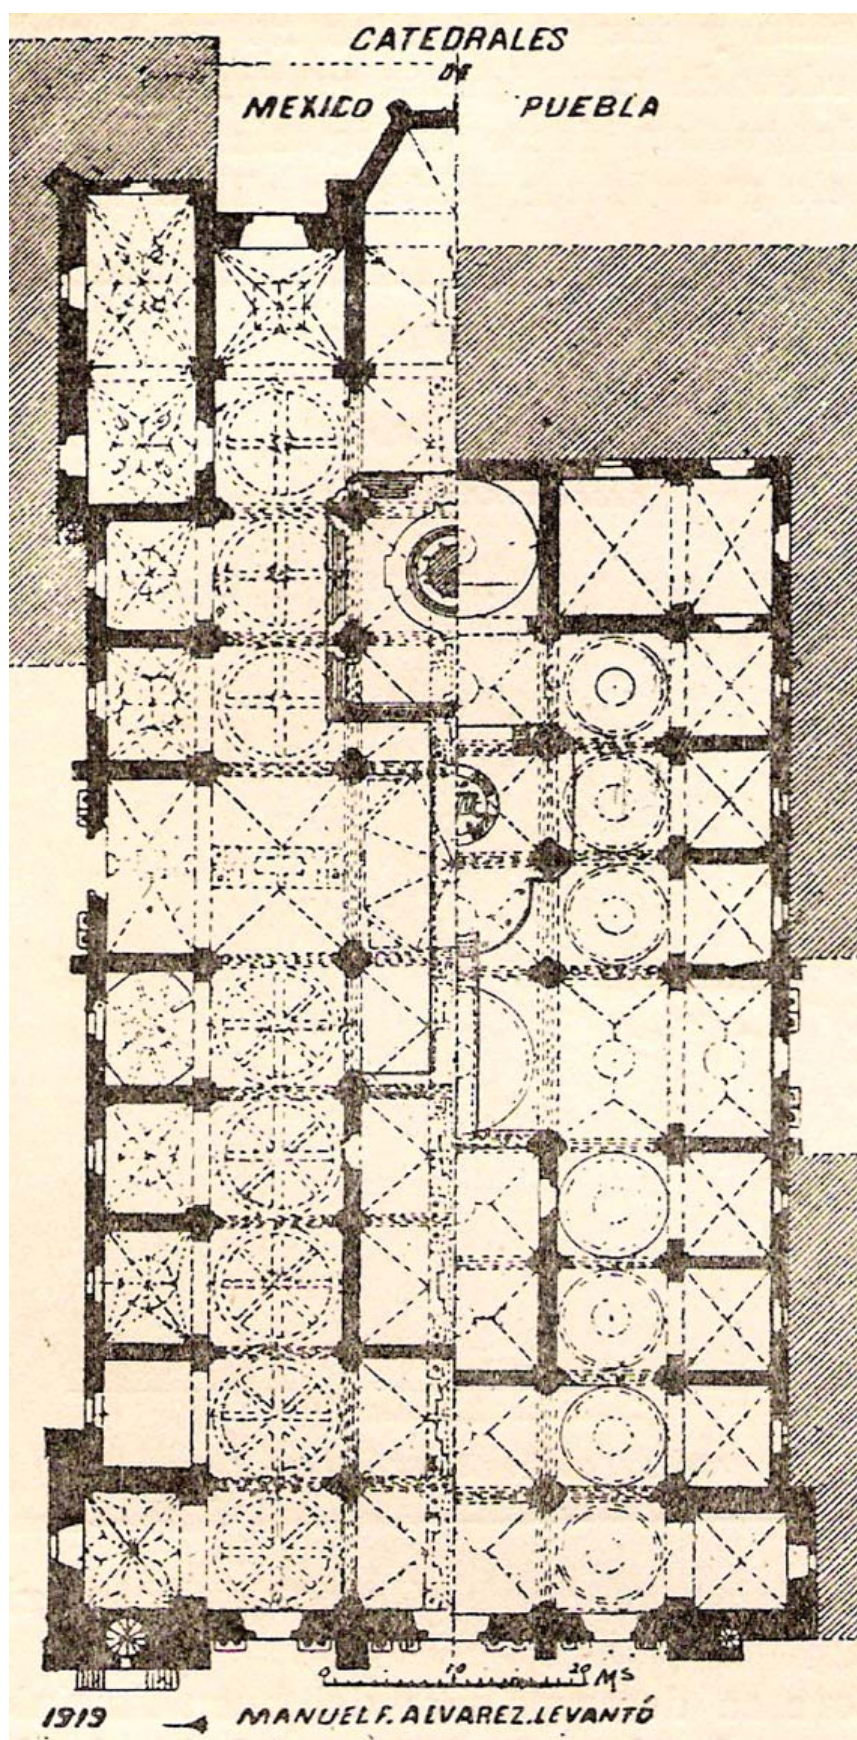 CATEDRALES
DE
MEXICO PUEBLA
0 10 20 MS
1919 MANUEL F. ALVAREZ. LEVANTÓ